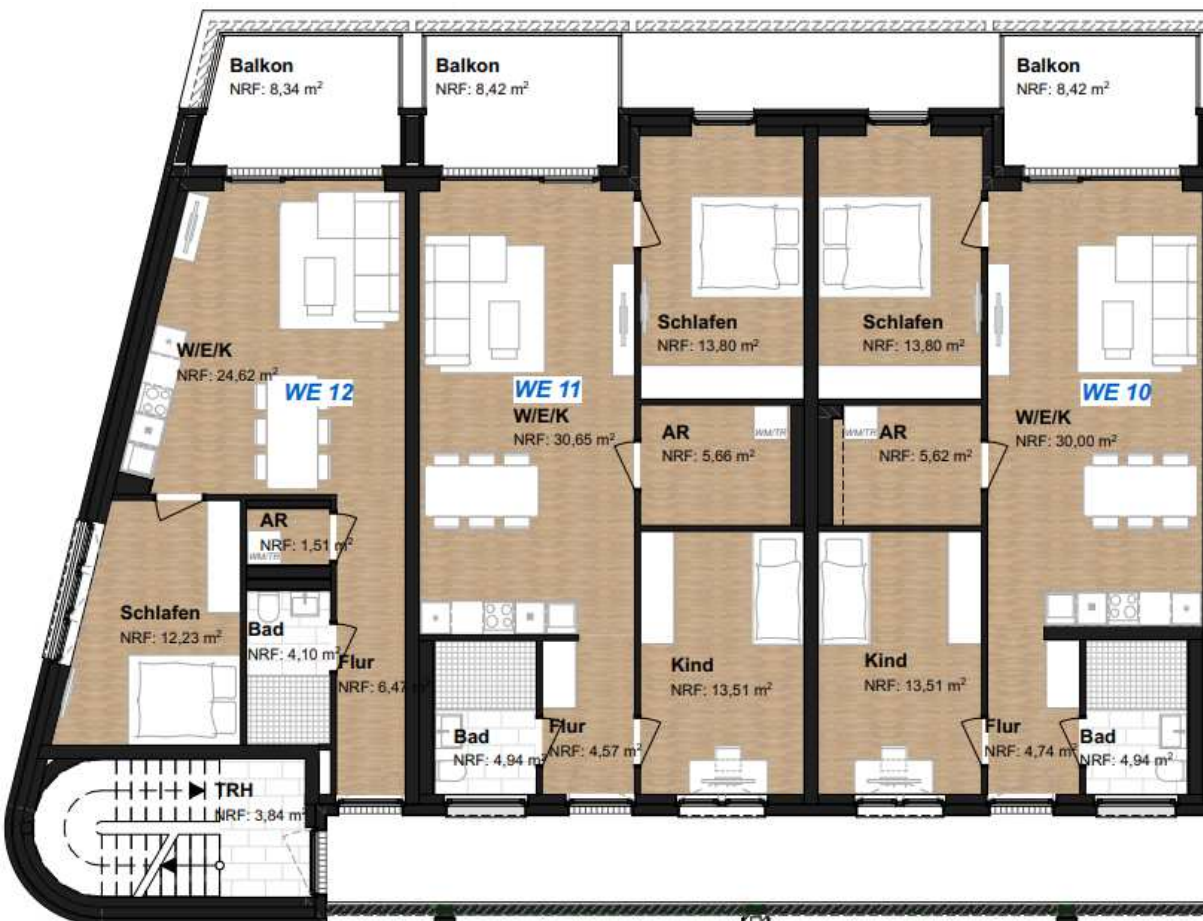 Balkon
NRF: 8,34 m²
Balkon
NRF: 8,42 m²
Balkon
NRF: 8,42 m²
W/E/K
NRF: 24,62 m²
WE 12
WE 11
W/E/K
NRF: 30,65 m²
Schlafen
NRF: 13,80 m²
Schlafen
NRF: 13,80 m²
WE 10
W/E/K
NRF: 30,00 m²
AR
NRF: 5,66 m²
WM/TR
AR
NRF: 5,62 m²
WM/TR
AR
NRF: 1,51 m²
WM/TR
Schlafen
NRF: 12,23 m²
Bad
NRF: 4,10 m²
Flur
NRF: 6,47
Kind
NRF: 13,51 m²
Kind
NRF: 13,51 m²
Bad
NRF: 4,94 m²
Flur
NRF: 4,57 m²
Flur
NRF: 4,74 m²
Bad
NRF: 4,94 m²
TRH
NRF: 3,84 m²